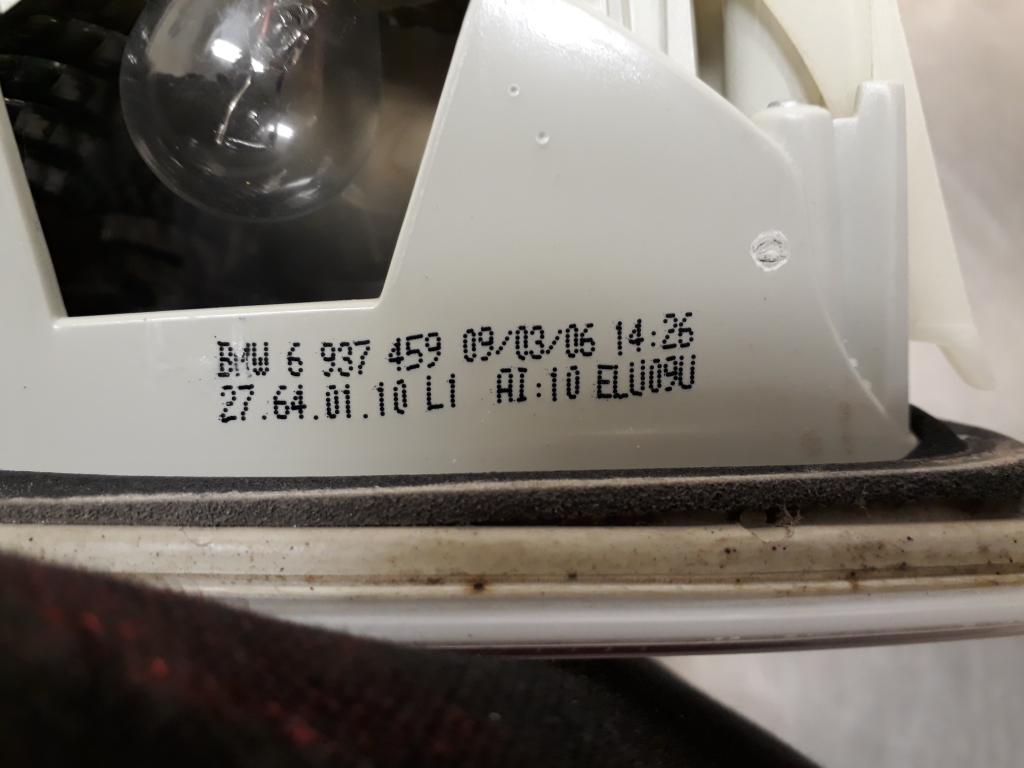 BMW 6 937 459 09/03/06 14:26
27.64.01.10 L1 AI:10 ELU09U